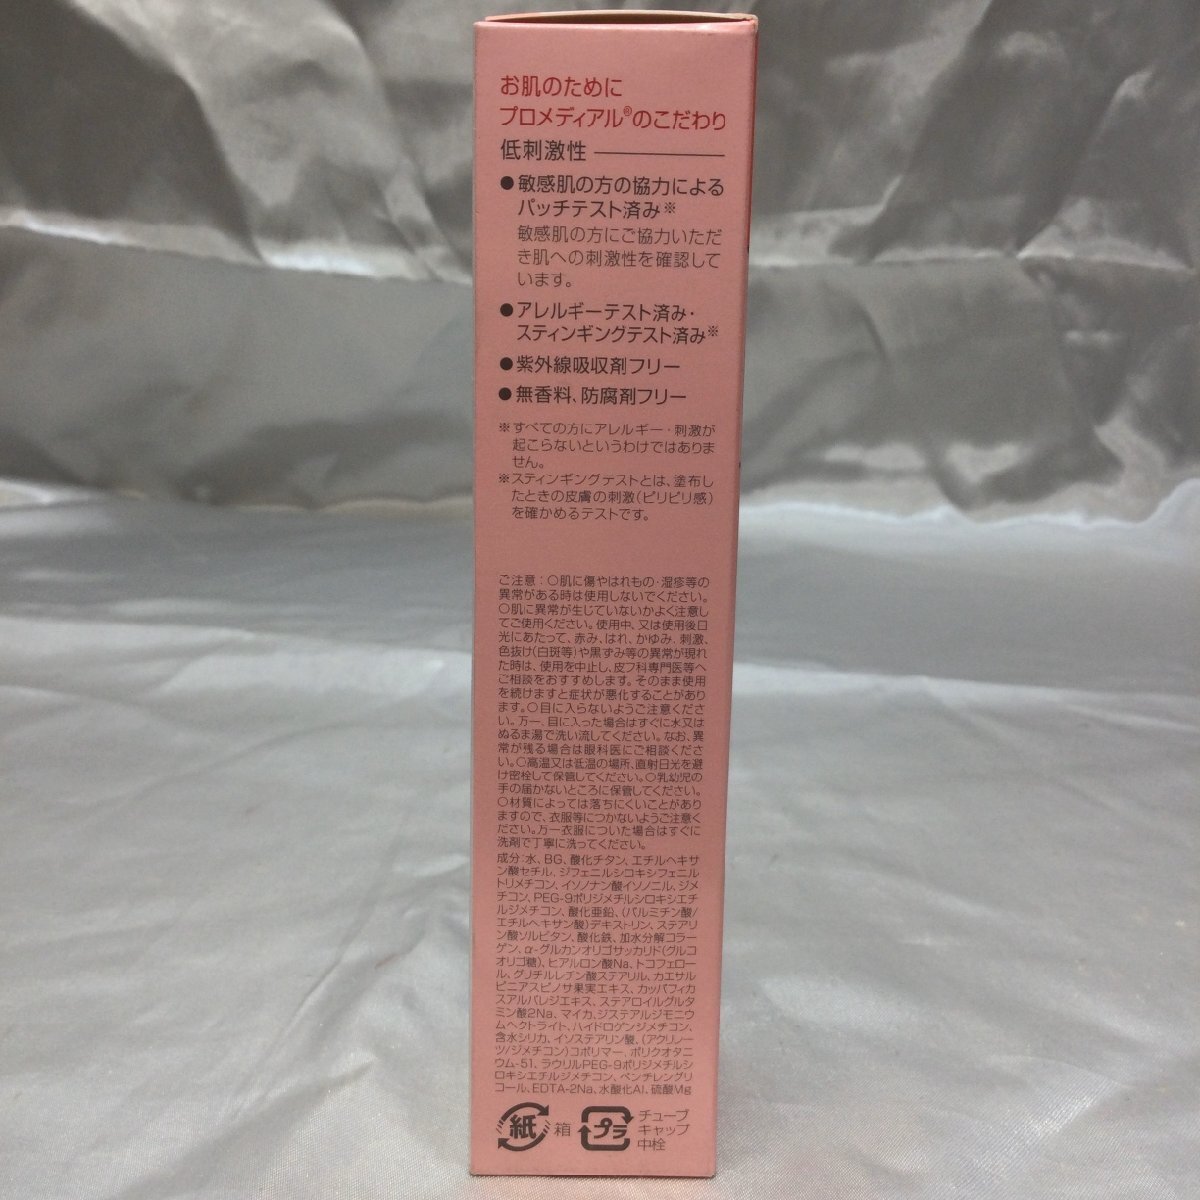 お肌のために
プロメディアル®のこだわり
低刺激性
●敏感肌の方の協力による
パッチテスト済み※
敏感肌の方にご協力いただ
き肌への刺激性を確認して
います。
●アレルギーテスト済み・
スティンギングテスト済み※
●紫外線吸収剤フリー
●無香料、防腐剤フリー
※すべての方にアレルギー・刺激が
起こらないというわけではありま
せん。
※スティンギングテストとは、塗布し
たときの皮膚の刺激(ピリピリ感)
を確かめるテストです。
ご注意:○肌に傷やはれもの・湿疹等の
異常がある時は使用しないでください。
○肌に異常が生じていないかよく注意し
てご使用ください。使用中、又は使用後日
光にあたって、赤み、はれ、かゆみ、刺激、
色抜け(白斑等)や黒ずみ等の異常が現れ
た時は、使用を中止し、皮フ科専門医等へ
ご相談をおすすめします。そのまま使用
を続けますと症状が悪化することがあり
ます。○目に入らないようご注意くださ
い。万一、目に入った場合はすぐに水又は
ぬるま湯で洗い流してください。なお、異
常が残る場合は眼科医にご相談くださ
い。○高温又は低温の場所、直射日光を避
け密栓して保管してください。○乳幼児の
手の届かないところに保管してください。
○材質によっては落ちにくいことがあり
ますので、衣服等につかないようご注意く
ださい。万一衣服についた場合はすぐに
洗剤で丁寧に洗ってください。
成分:水、BG、酸化チタン、エチルヘキサ
ン酸セチル、ジフェニルシロキシフェニル
トリメチコン、イソノナン酸イソノニル、ジメ
チコン、PEG-9ポリジメチルシロキシエチ
ルジメチコン、酸化亜鉛、(パルミチン酸/
エチルヘキサン酸)デキストリン、ステアリ
ン酸ソルビタン、酸化鉄、加水分解コラー
ゲン、α-グルカンオリゴサッカリド(グルコ
オリゴ糖)、ヒアルロン酸Na、トコフェロー
ル、グリチルレチン酸ステアリル、カエサル
ピニアスピノサ果実エキス、カッパフィカ
スアルバレジエキス、ステアロイルグルタ
ミン酸2Na、マイカ、ジステアルジモニウ
ムヘクトライト、ハイドロゲンジメチコン、
含水シリカ、イソステアリン酸、(アクリレー
ツ/ジメチコン)コポリマー、ポリクオタニ
ウム-51、ラウリルPEG-9ポリジメチルシ
ロキシエチルジメチコン、ペンチレングリ
コール、EDTA-2Na、水酸化Al、硫酸Mg
紙 箱 プラ チューブ
キャップ
中栓